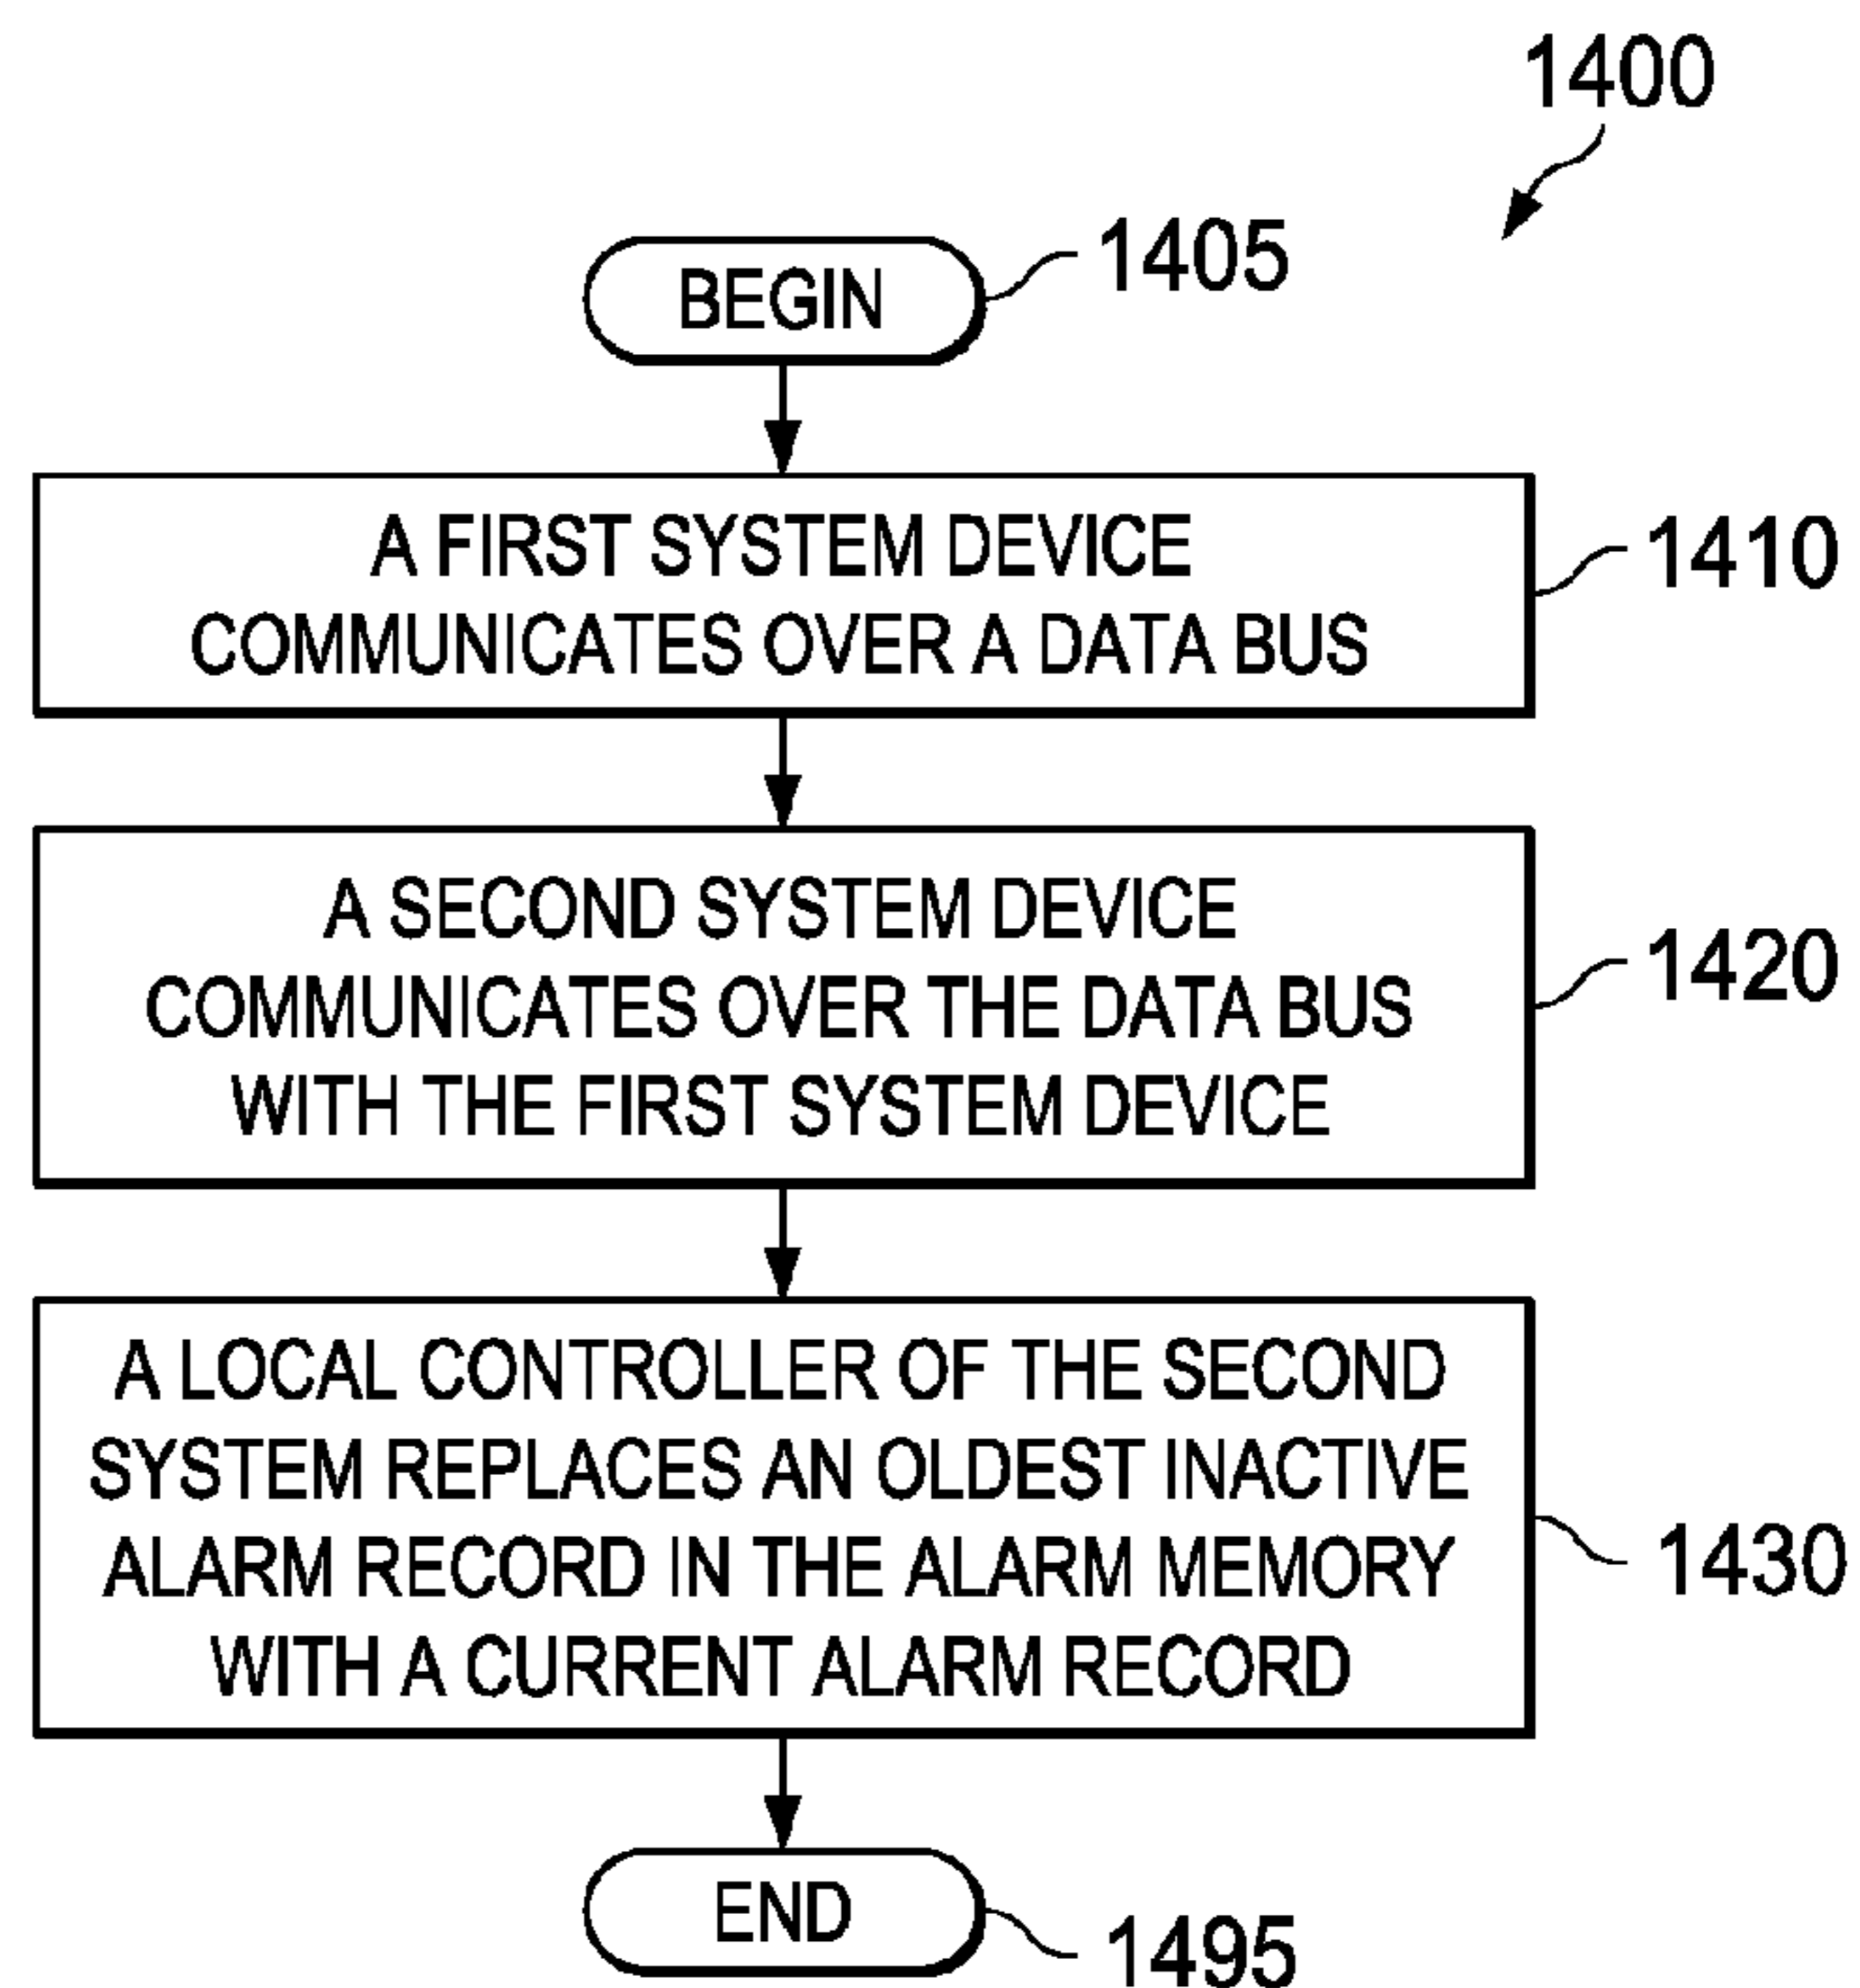 1400
BEGIN
1405
A FIRST SYSTEM DEVICE
COMMUNICATES OVER A DATA BUS
1410
A SECOND SYSTEM DEVICE
COMMUNICATES OVER THE DATA BUS
WITH THE FIRST SYSTEM DEVICE
1420
A LOCAL CONTROLLER OF THE SECOND
SYSTEM REPLACES AN OLDEST INACTIVE
ALARM RECORD IN THE ALARM MEMORY
WITH A CURRENT ALARM RECORD
1430
END
1495